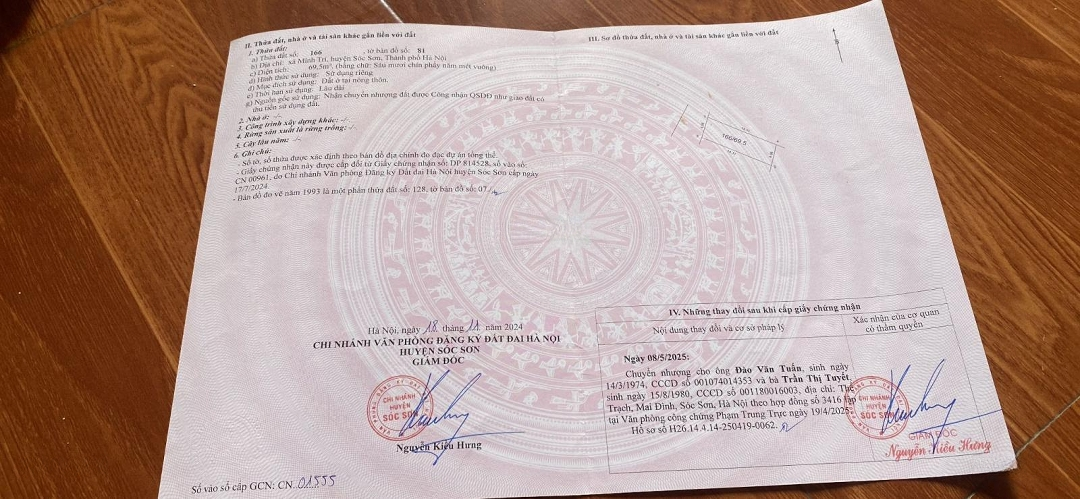 II. Thửa đất, nhà ở và tài sản khác gắn liền với đất
1. Thửa đất:
a) Thửa đất số: 166 , tờ bản đồ số: 81
b) Địa chỉ: xã Minh Trí, huyện Sóc Sơn, Thành phố Hà Nội
c) Diện tích: 69,5m², (bằng chữ: Sáu mươi chín phẩy năm mét vuông)
d) Hình thức sử dụng: Sử dụng riêng
đ) Mục đích sử dụng: Đất ở tại nông thôn.
e) Thời hạn sử dụng: Lâu dài
g) Nguồn gốc sử dụng: Nhận chuyển nhượng đất được Công nhận QSDĐ như giao đất có
thu tiền sử dụng đất.
2. Nhà ở: -/-
3. Công trình xây dựng khác: -/-
4. Rừng sản xuất là rừng trồng: -/-
5. Cây lâu năm: -/-
6. Ghi chú:
- Số tờ, số thửa được xác định theo bản đồ địa chính đo đạc dự án tổng thể.
- Giấy chứng nhận này được cấp đổi từ Giấy chứng nhận số: DP 814528, số vào sổ:
CN 00961, do Chi nhánh Văn phòng Đăng ký Đất đai Hà Nội huyện Sóc Sơn cấp ngày
17/7/2024.
- Bản đồ đo vẽ năm 1993 là một phần thửa đất số: 128, tờ bản đồ số: 07
Hà Nội, ngày 18 tháng 11 năm 2024
CHI NHÁNH VĂN PHÒNG ĐĂNG KÝ ĐẤT ĐAI HÀ NỘI
HUYỆN SÓC SƠN
GIÁM ĐỐC
CHI NHÁNH
HUYỆN
SÓC SƠN
Nguyễn Kiều Hưng
Số vào sổ cấp GCN: CN 01555
III. Sơ đồ thửa đất, nhà ở và tài sản khác gắn liền với đất
166/69.5
IV. Những thay đổi sau khi cấp giấy chứng nhận
Nội dung thay đổi và cơ sở pháp lý
Xác nhận của cơ quan
có thẩm quyền
Ngày 08/5/2025:
Chuyển nhượng cho ông Đào Văn Tuấn, sinh ngày
14/3/1974, CCCD số 001074014353 và bà Trần Thị Tuyết,
sinh ngày 15/8/1980, CCCD số 001180016003, địa chỉ: Thế
Trạch, Mai Đình, Sóc Sơn, Hà Nội theo hợp đồng số 3416 lập
tại Văn phòng công chứng Phạm Trung Trực ngày 19/4/2025.
Hồ sơ số H26.14.4.14-250419-0062.
CHI NHÁNH
HUYỆN
SÓC SƠN
GIÁM ĐỐC
Nguyễn Kiều Hưng